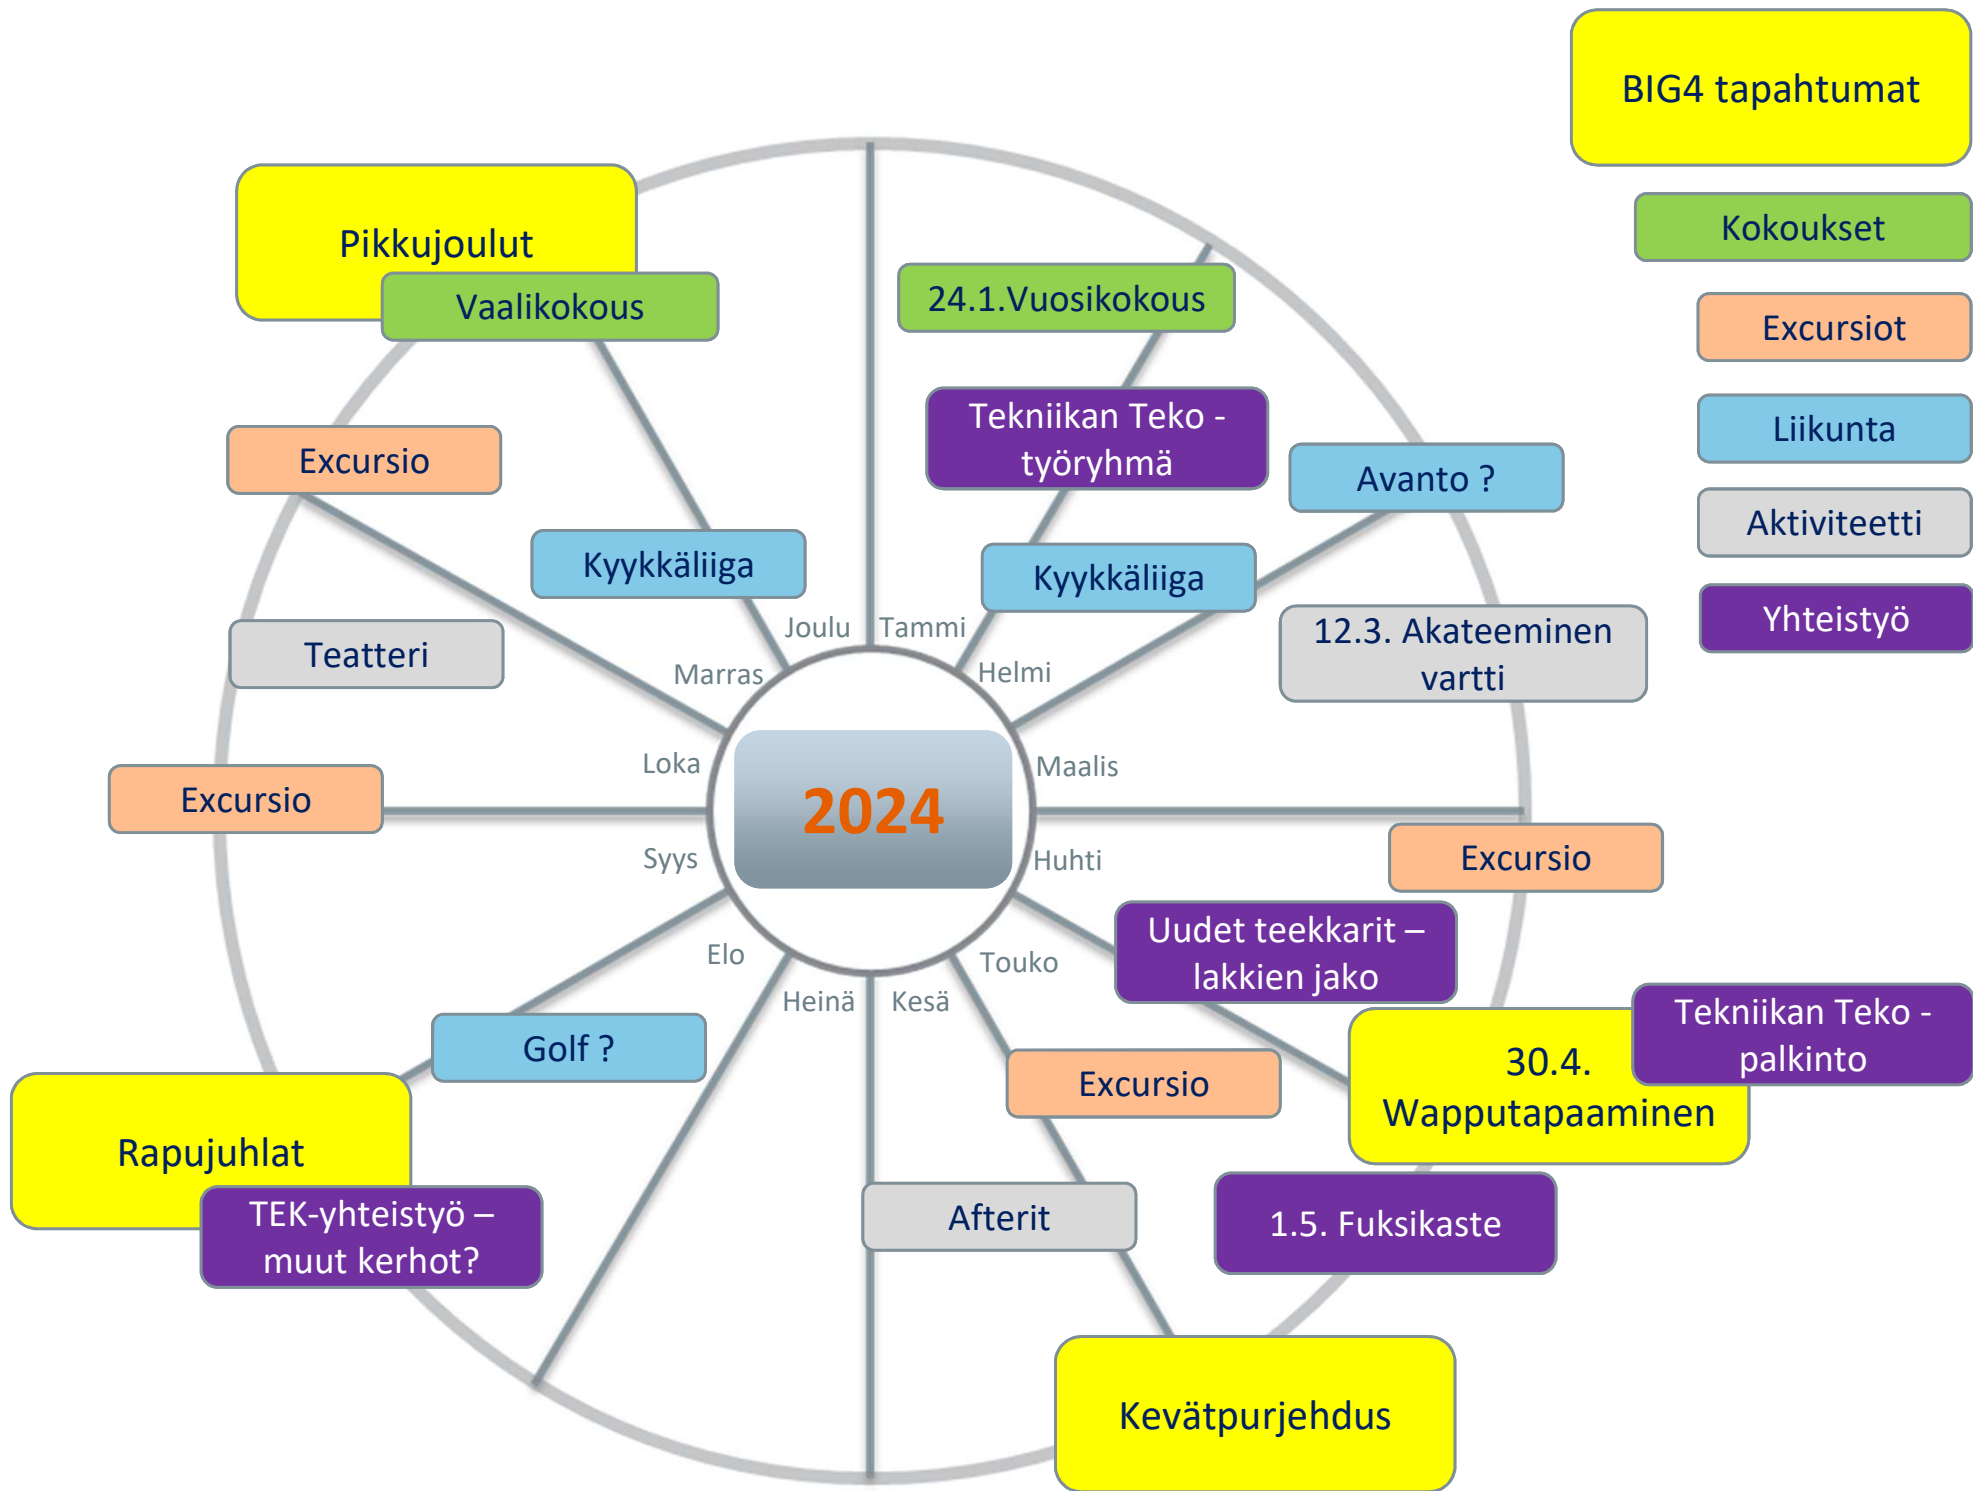 BIG4 tapahtumat
Kokoukset
Excursiot
Liikunta
Aktiviteetti
Yhteistyö
Pikkujoulut
Vaalikokous
24.1.Vuosikokous
Tekniikan Teko -
työryhmä
Avanto ?
Excursio
Kyykkäliiga
Kyykkäliiga
12.3. Akateeminen
vartti
Teatteri
Joulu
Tammi
Marras
Helmi
Loka
Maalis
Excursio
2024
Syys
Huhti
Excursio
Elo
Touko
Heinä
Kesä
Uudet teekkarit –
lakkien jako
Tekniikan Teko -
palkinto
30.4.
Wapputapaaminen
Golf ?
Excursio
Rapujuhlat
TEK-yhteistyö –
muut kerhot?
Afterit
1.5. Fuksikaste
Kevätpurjehdus